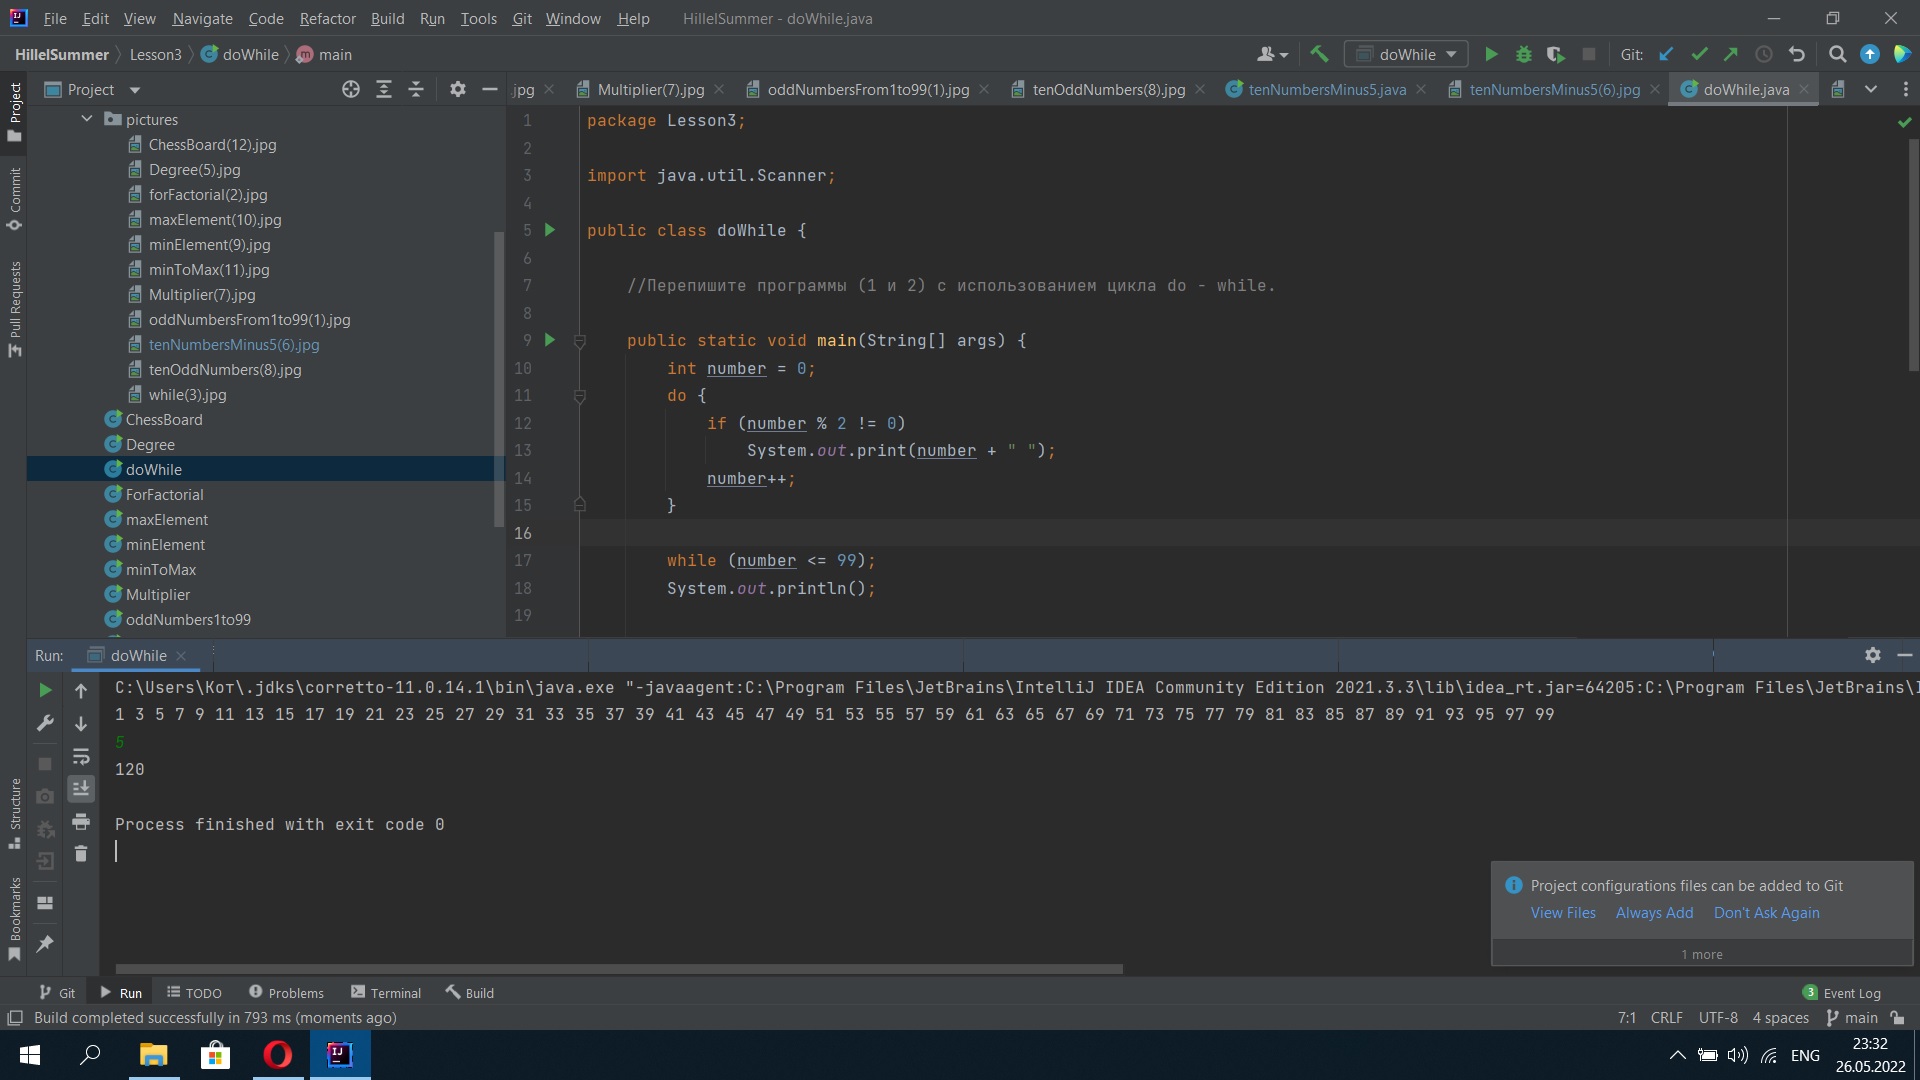 File Edit View Navigate Code Refactor Build Run Tools Git Window Help HillelSummer - doWhile.java
HillelSummer Lesson3 doWhile main doWhile Git:
Project .jpg Multiplier(7).jpg oddNumbersFrom1to99(1).jpg tenOddNumbers(8).jpg tenNumbersMinus5.java tenNumbersMinus5(6).jpg doWhile.java
Project
Commit
Pull Requests
Structure
Bookmarks
pictures
ChessBoard(12).jpg
Degree(5).jpg
forFactorial(2).jpg
maxElement(10).jpg
minElement(9).jpg
minToMax(11).jpg
Multiplier(7).jpg
oddNumbersFrom1to99(1).jpg
tenNumbersMinus5(6).jpg
tenOddNumbers(8).jpg
while(3).jpg
ChessBoard
Degree
doWhile
ForFactorial
maxElement
minElement
minToMax
Multiplier
oddNumbers1to99
1 package Lesson3;
2
3 import java.util.Scanner;
4
5 public class doWhile {
6
7 //Перепишите программы (1 и 2) с использованием цикла do - while.
8
9 public static void main(String[] args) {
10 int number = 0;
11 do {
12 if (number % 2 != 0)
13 System.out.print(number + " ");
14 number++;
15 }
16
17 while (number <= 99);
18 System.out.println();
19
Run: doWhile
C:\Users\Кот\.jdks\corretto-11.0.14.1\bin\java.exe "-javaagent:C:\Program Files\JetBrains\IntelliJ IDEA Community Edition 2021.3.3\lib\idea_rt.jar=64205:C:\Program Files\JetBrains\
1 3 5 7 9 11 13 15 17 19 21 23 25 27 29 31 33 35 37 39 41 43 45 47 49 51 53 55 57 59 61 63 65 67 69 71 73 75 77 79 81 83 85 87 89 91 93 95 97 99
5
120
Process finished with exit code 0
Project configurations files can be added to Git
View Files Always Add Don't Ask Again
1 more
Git Run TODO Problems Terminal Build 3 Event Log
Build completed successfully in 793 ms (moments ago) 7:1 CRLF UTF-8 4 spaces main
ENG
23:32
26.05.2022